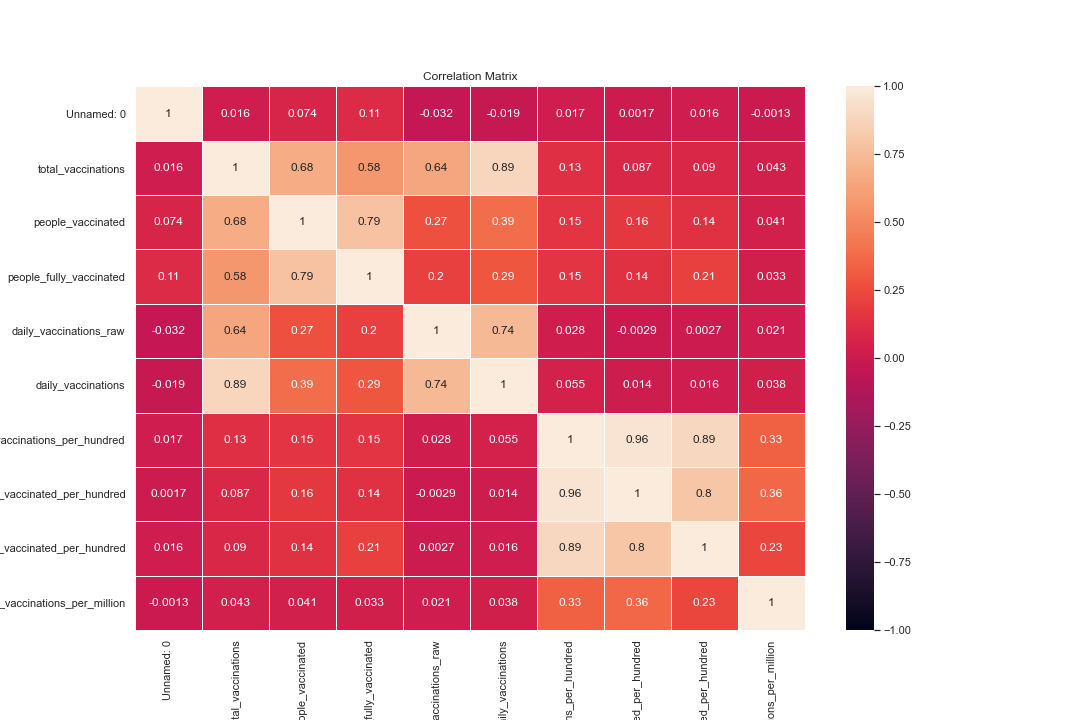 Correlation Matrix
Unnamed: 0 1 0.016 0.074 0.11 -0.032 -0.019 0.017 0.0017 0.016 -0.0013
total_vaccinations 0.016 1 0.68 0.58 0.64 0.89 0.13 0.087 0.09 0.043
people_vaccinated 0.074 0.68 1 0.79 0.27 0.39 0.15 0.16 0.14 0.041
people_fully_vaccinated 0.11 0.58 0.79 1 0.2 0.29 0.15 0.14 0.21 0.033
daily_vaccinations_raw -0.032 0.64 0.27 0.2 1 0.74 0.028 -0.0029 0.0027 0.021
daily_vaccinations -0.019 0.89 0.39 0.29 0.74 1 0.055 0.014 0.016 0.038
accinations_per_hundred 0.017 0.13 0.15 0.15 0.028 0.055 1 0.96 0.89 0.33
_vaccinated_per_hundred 0.0017 0.087 0.16 0.14 -0.0029 0.014 0.96 1 0.8 0.36
_vaccinated_per_hundred 0.016 0.09 0.14 0.21 0.0027 0.016 0.89 0.8 1 0.23
_vaccinations_per_million -0.0013 0.043 0.041 0.033 0.021 0.038 0.33 0.36 0.23 1
Unnamed: 0
tal_vaccinations
ople_vaccinated
fully_vaccinated
accinations_raw
ily_vaccinations
ns_per_hundred
ed_per_hundred
ed_per_hundred
ons_per_million
1.00
0.75
0.50
0.25
0.00
−0.25
−0.50
−0.75
−1.00